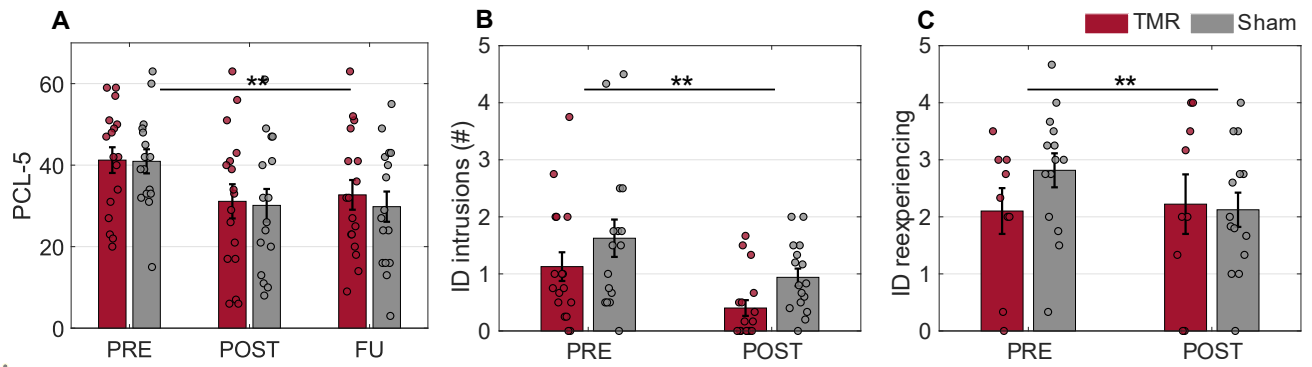 A
B
C
TMR
Sham
PCL-5
60
40
20
0
**
PRE
POST
FU
ID intrusions (#)
5
4
3
2
1
0
**
PRE
POST
ID reexperiencing
5
4
3
2
1
0
**
PRE
POST